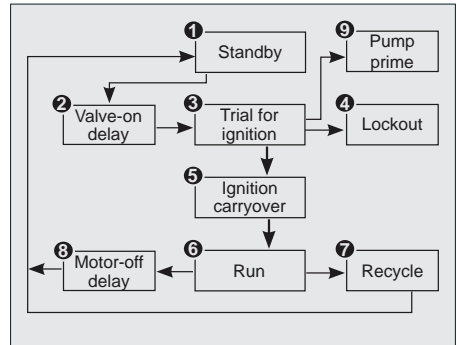 1
Standby
9
Pump
prime
2
Valve-on
delay
3
Trial for
ignition
4
Lockout
5
Ignition
carryover
8
Motor-off
delay
6
Run
7
Recycle